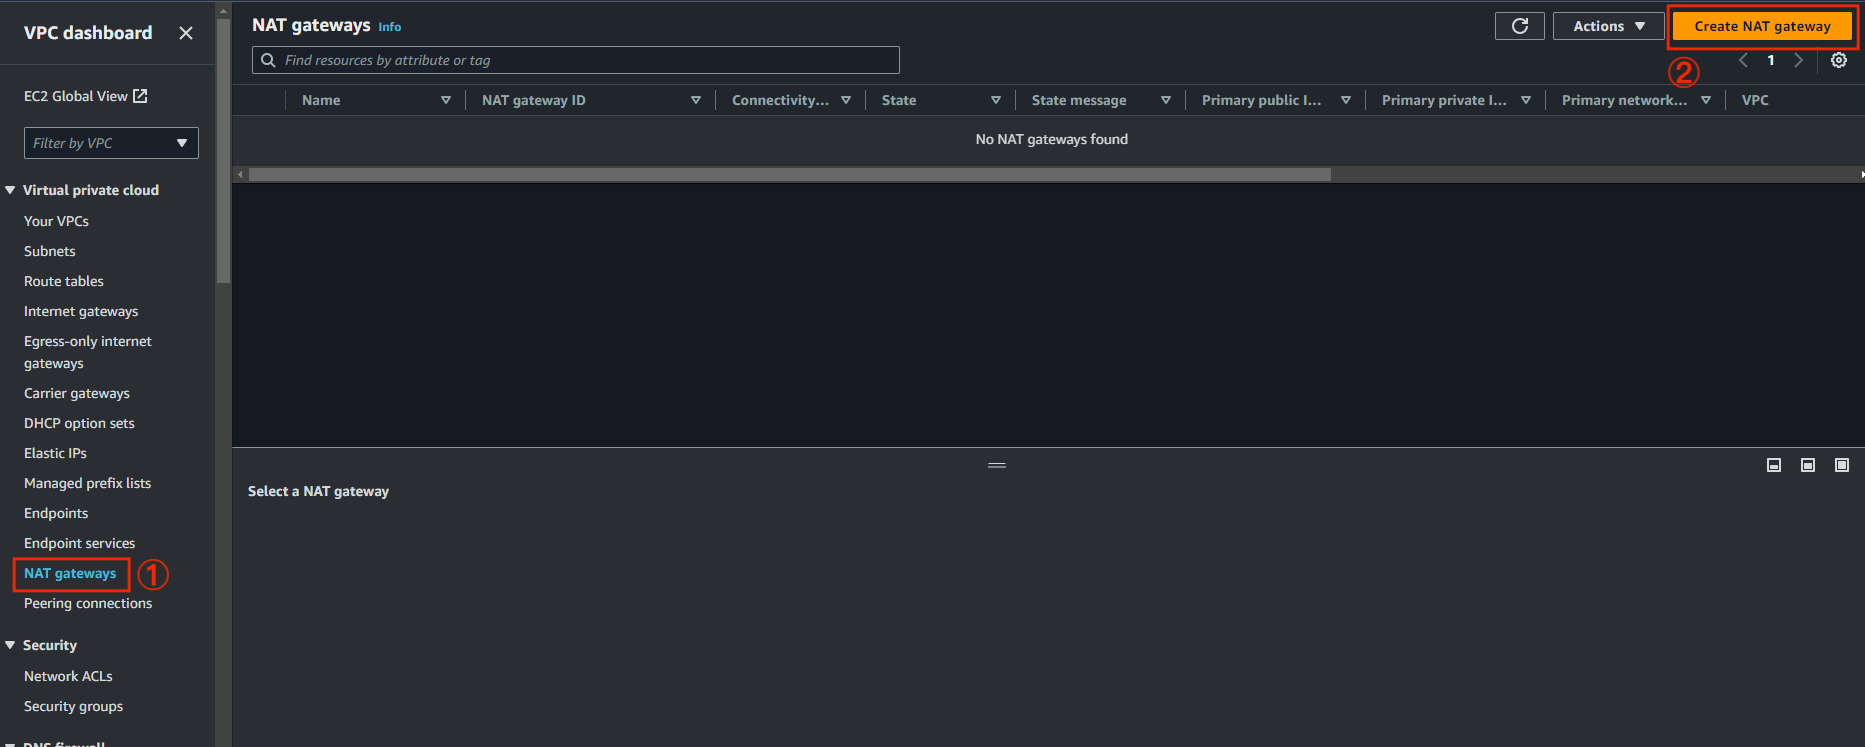 VPC dashboard
EC2 Global View
Filter by VPC
Virtual private cloud
Your VPCs
Subnets
Route tables
Internet gateways
Egress-only internet
gateways
Carrier gateways
DHCP option sets
Elastic IPs
Managed prefix lists
Endpoints
Endpoint services
NAT gateways ①
Peering connections
Security
Network ACLs
Security groups
DNS firewall
NAT gateways Info
Actions
Create NAT gateway
②
Find resources by attribute or tag
1
Name NAT gateway ID Connectivity... State State message Primary public I... Primary private I... Primary network... VPC
No NAT gateways found
Select a NAT gateway